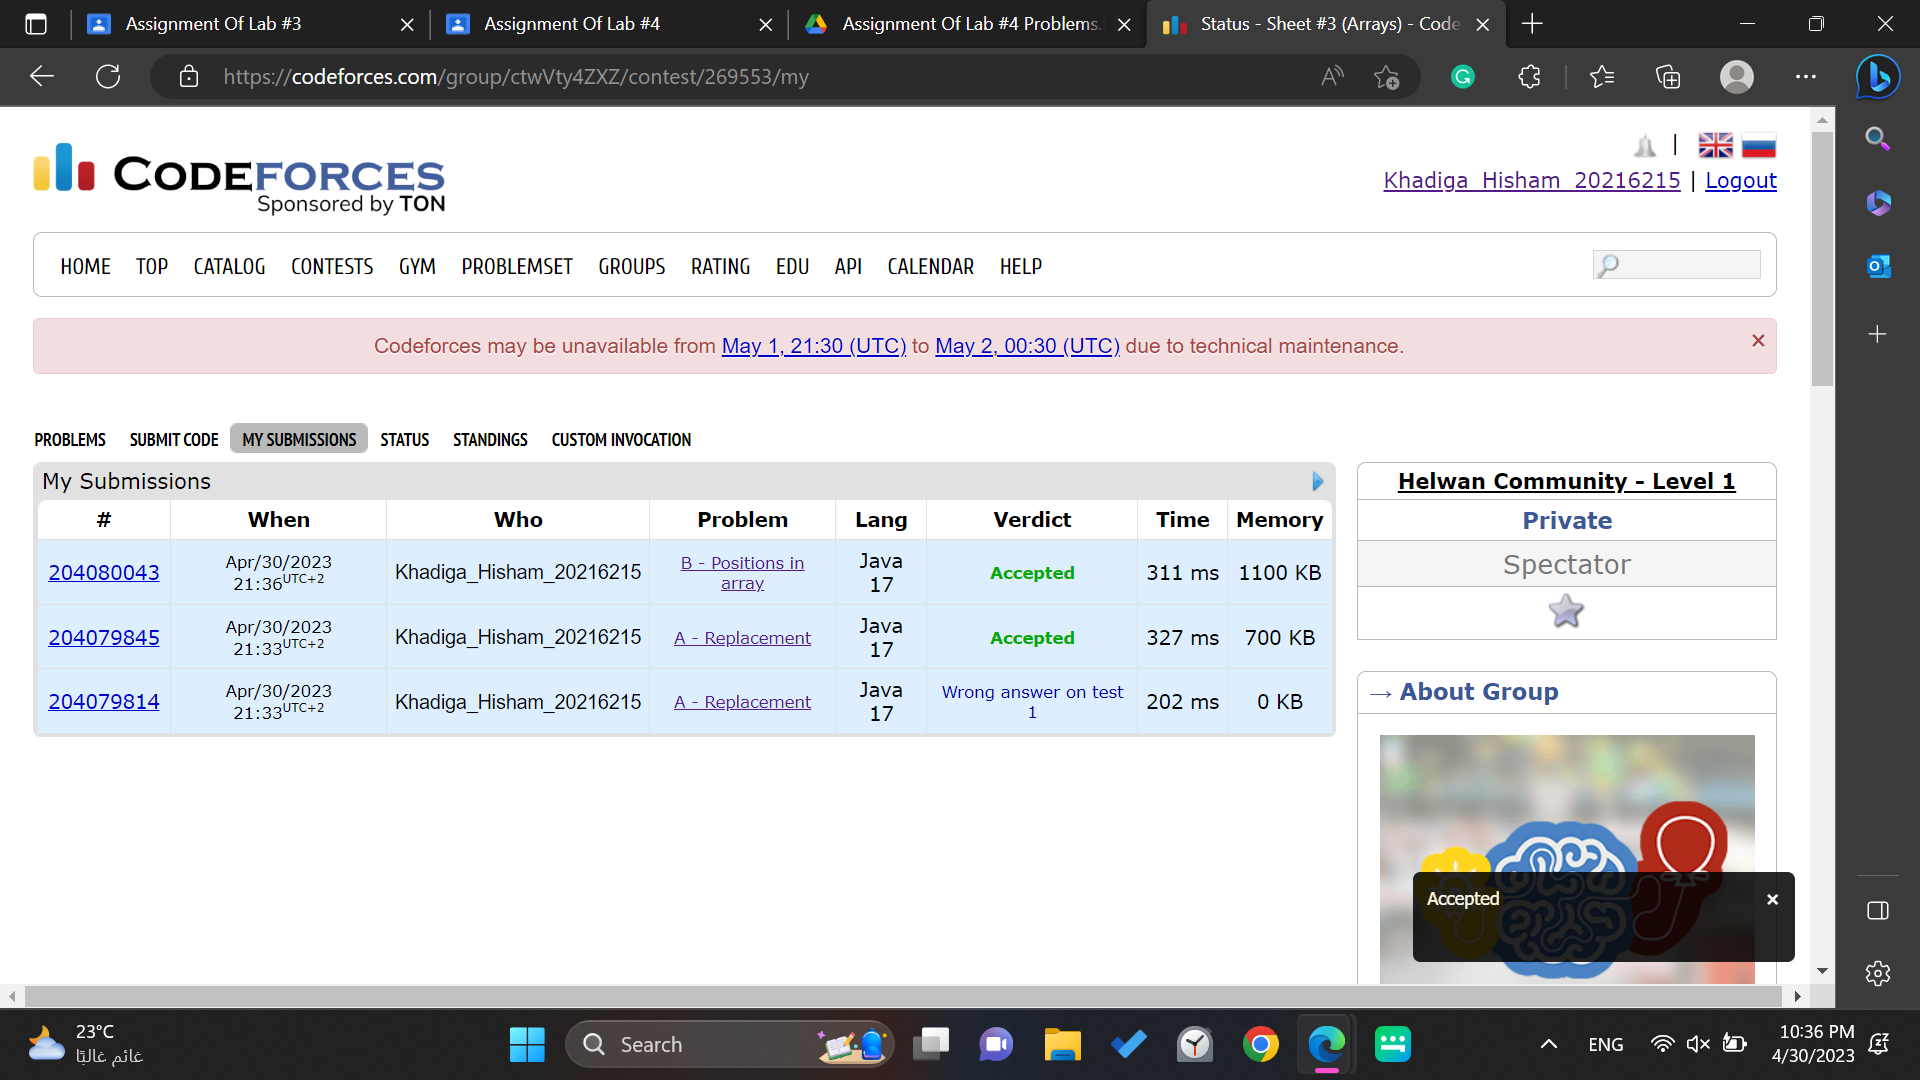 Assignment Of Lab #3
Assignment Of Lab #4
Assignment Of Lab #4 Problems.
Status - Sheet #3 (Arrays) - Code
https://codeforces.com/group/ctwVty4ZXZ/contest/269553/my
CODEFORCES
Sponsored by TON
Khadiga_Hisham_20216215 | Logout
HOME TOP CATALOG CONTESTS GYM PROBLEMSET GROUPS RATING EDU API CALENDAR HELP
Codeforces may be unavailable from May 1, 21:30 (UTC) to May 2, 00:30 (UTC) due to technical maintenance.
PROBLEMS SUBMIT CODE MY SUBMISSIONS STATUS STANDINGS CUSTOM INVOCATION
My Submissions
# When Who Problem Lang Verdict Time Memory
204080043 Apr/30/2023 21:36 UTC+2 Khadiga_Hisham_20216215 B - Positions in array Java 17 Accepted 311 ms 1100 KB
204079845 Apr/30/2023 21:33 UTC+2 Khadiga_Hisham_20216215 A - Replacement Java 17 Accepted 327 ms 700 KB
204079814 Apr/30/2023 21:33 UTC+2 Khadiga_Hisham_20216215 A - Replacement Java 17 Wrong answer on test 1 202 ms 0 KB
Helwan Community - Level 1
Private
Spectator
→ About Group
Accepted
23°C
غائم غالبًا
Search
ENG
10:36 PM
4/30/2023